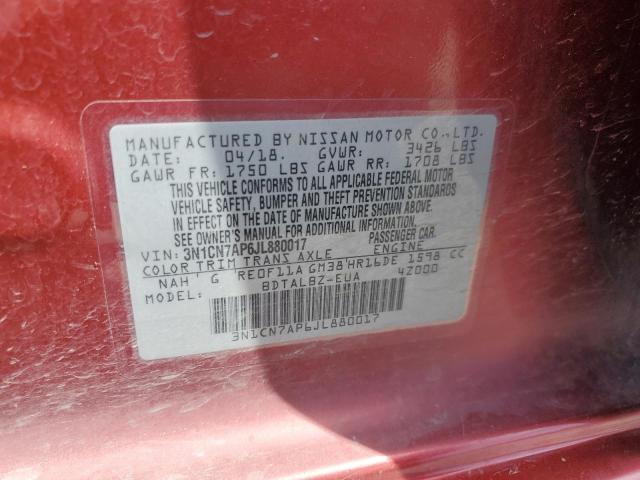 MANUFACTURED BY NISSAN MOTOR CO.,LTD.
DATE: 04/18. GVWR: 3426 LBS
GAWR FR: 1750 LBS GAWR RR: 1708 LBS
THIS VEHICLE CONFORMS TO ALL APPLICABLE FEDERAL MOTOR
VEHICLE SAFETY, BUMPER AND THEFT PREVENTION STANDARDS
IN EFFECT ON THE DATE OF MANUFACTURE SHOWN ABOVE.
SEE OWNER'S MANUAL FOR ADDITIONAL INFORMATION.
VIN: 3N1CN7AP6JL880017 PASSENGER CAR.
COLOR TRIM TRANS AXLE ENGINE
NAH G RE0F11A GM38 HR16DE 1598 CC
MODEL: BDTALBZ-EUA 4Z000
3N1CN7AP6JL880017